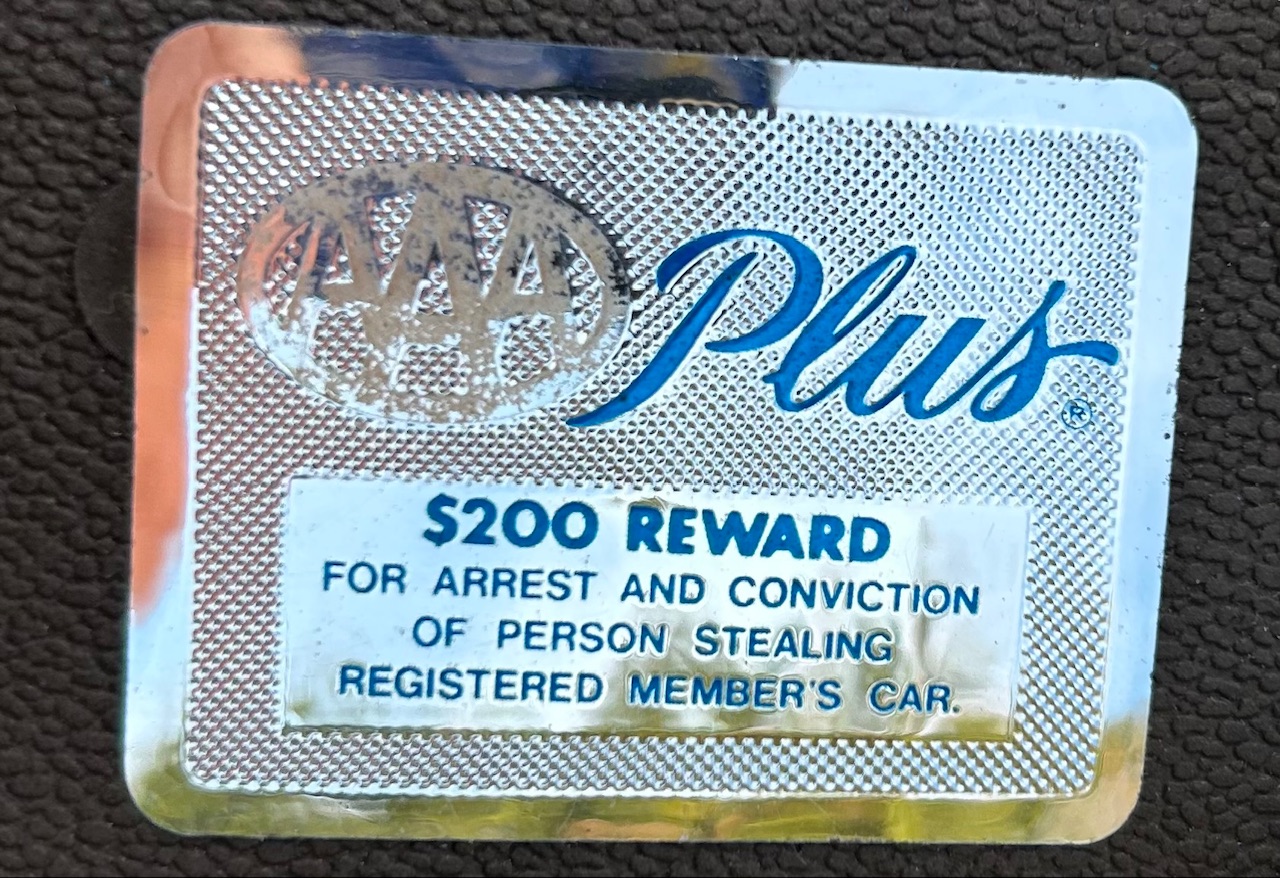 AAA Plus®
$200 REWARD
FOR ARREST AND CONVICTION
OF PERSON STEALING
REGISTERED MEMBER'S CAR.